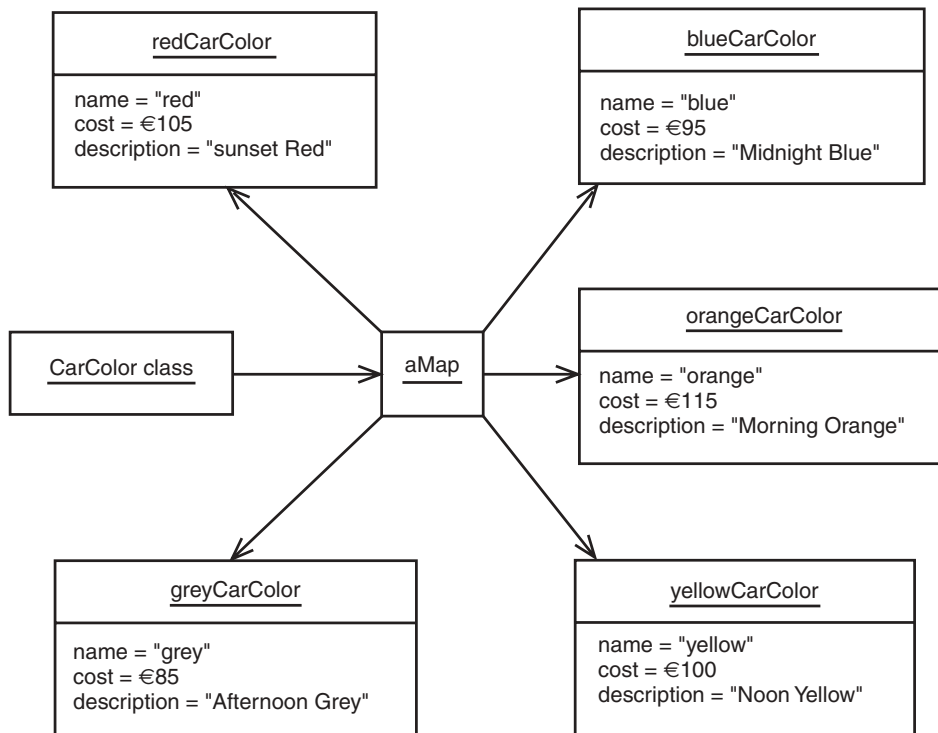 redCarColor
name = "red"
cost = €105
description = "sunset Red"
blueCarColor
name = "blue"
cost = €95
description = "Midnight Blue"
CarColor class
aMap
orangeCarColor
name = "orange"
cost = €115
description = "Morning Orange"
greyCarColor
name = "grey"
cost = €85
description = "Afternoon Grey"
yellowCarColor
name = "yellow"
cost = €100
description = "Noon Yellow"